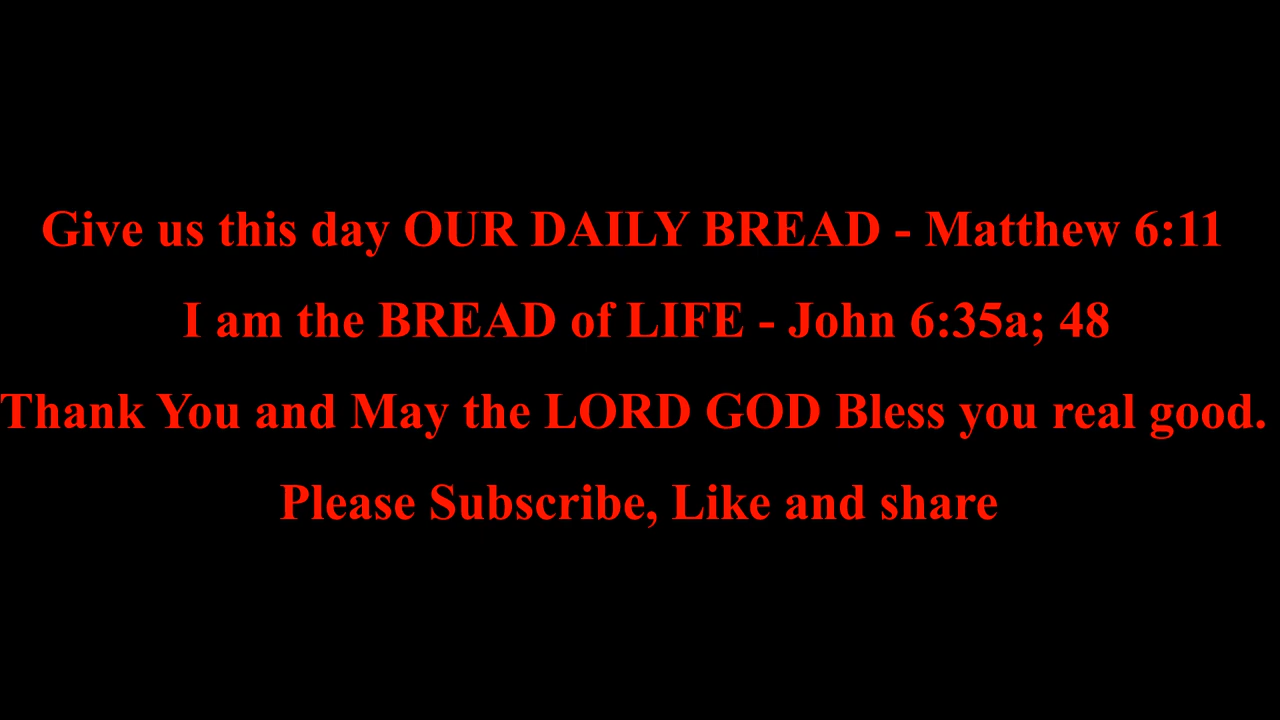 Give us this day OUR DAILY BREAD - Matthew 6:11
I am the BREAD of LIFE - John 6:35a; 48
Thank You and May the LORD GOD Bless you real good.
Please Subscribe, Like and share